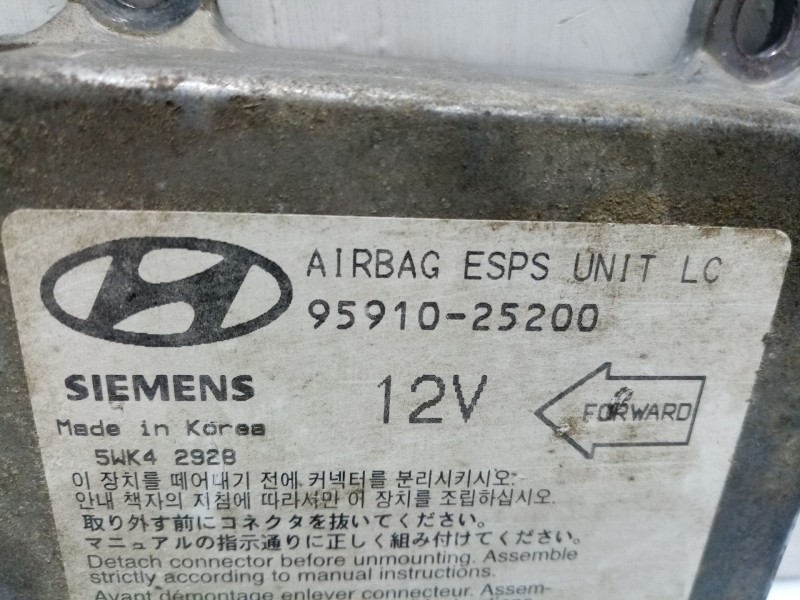 AIRBAG ESPS UNIT LC
95910-25200
SIEMENS
12V
FORWARD
Made in Korea
5WK4 2928
이 장치를 떼어내기 전에 커넥터를 분리시키시오.
안내 책자의 지침에 따라서만 이 장치를 조립하십시오.
取り外す前にコネクタを抜いてください。
マニュアルの指示通りに正しく組み付けてください。
Detach connector before unmounting. Assemble
strictly according to manual instructions.
Avant démontage enlever connecteur. Assem-